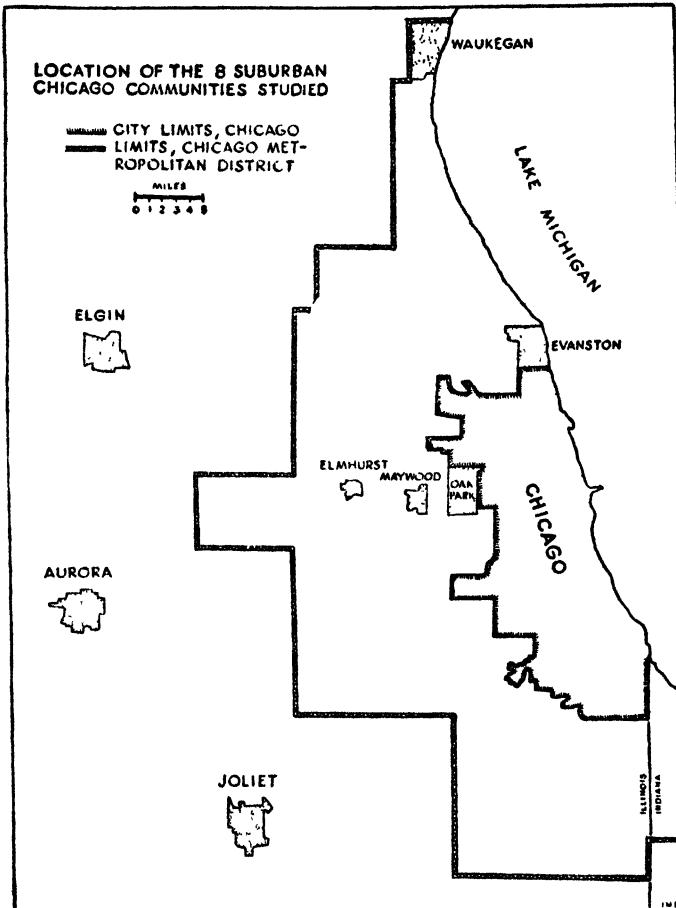 LOCATION OF THE 8 SUBURBAN
CHICAGO COMMUNITIES STUDIED
CITY LIMITS, CHICAGO
LIMITS, CHICAGO MET-
ROPOLITAN DISTRICT
MILES
0 1 2 3 4 5
WAUKEGAN
LAKE MICHIGAN
ELGIN
EVANSTON
ELMHURST
MAYWOOD
OAK
PARK
CHICAGO
AURORA
JOLIET
ILLINOIS
INDIANA